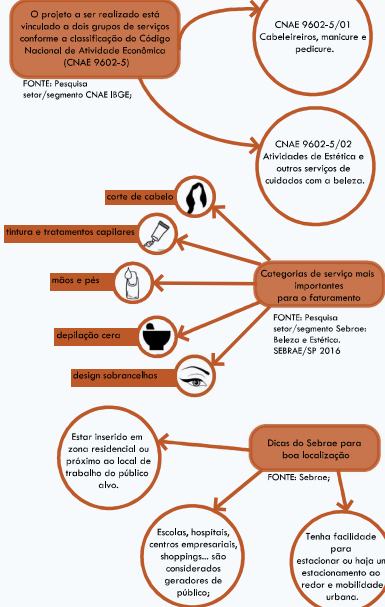 O projeto a ser realizado está
vinculado a dois grupos de serviços
conforme a classificação do Código
Nacional de Atividade Econômica
(CNAE 9602-5)
FONTE: Pesquisa
setor/segmento CNAE IBGE;
CNAE 9602-5/01
Cabeleireiros, manicure e
pedicure.
CNAE 9602-5/02
Atividades de Estética e
outros serviços de
cuidados com a beleza.
corte de cabelo
tintura e tratamentos capilares
mãos e pés
depilação cera
design sobrancelhas
Categorias de serviço mais
importantes
para o faturamento
FONTE: Pesquisa
setor/segmento Sebrae:
Beleza e Estética.
SEBRAE/SP 2016
Dicas do Sebrae para
boa localização
FONTE: Sebrae;
Estar inserido em
zona residencial ou
próximo ao local de
trabalho do público
alvo.
Escolas, hospitais,
centros empresariais,
shoppings... são
considerados
geradores de
público;
Tenha facilidade
para
estacionar ou haja um
estacionamento ao
redor e mobilidade
urbana.